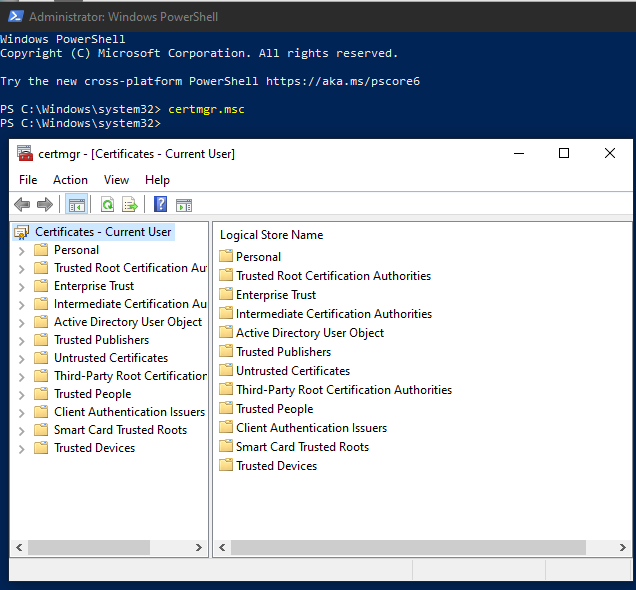 Administrator: Windows PowerShell
Windows PowerShell
Copyright (C) Microsoft Corporation. All rights reserved.
Try the new cross-platform PowerShell https://aka.ms/pscore6
PS C:\Windows\system32> certmgr.msc
PS C:\Windows\system32>
certmgr - [Certificates - Current User]
File Action View Help
Certificates - Current User
Personal
Trusted Root Certification Au
Enterprise Trust
Intermediate Certification Au
Active Directory User Object
Trusted Publishers
Untrusted Certificates
Third-Party Root Certification
Trusted People
Client Authentication Issuers
Smart Card Trusted Roots
Trusted Devices
Logical Store Name
Personal
Trusted Root Certification Authorities
Enterprise Trust
Intermediate Certification Authorities
Active Directory User Object
Trusted Publishers
Untrusted Certificates
Third-Party Root Certification Authorities
Trusted People
Client Authentication Issuers
Smart Card Trusted Roots
Trusted Devices